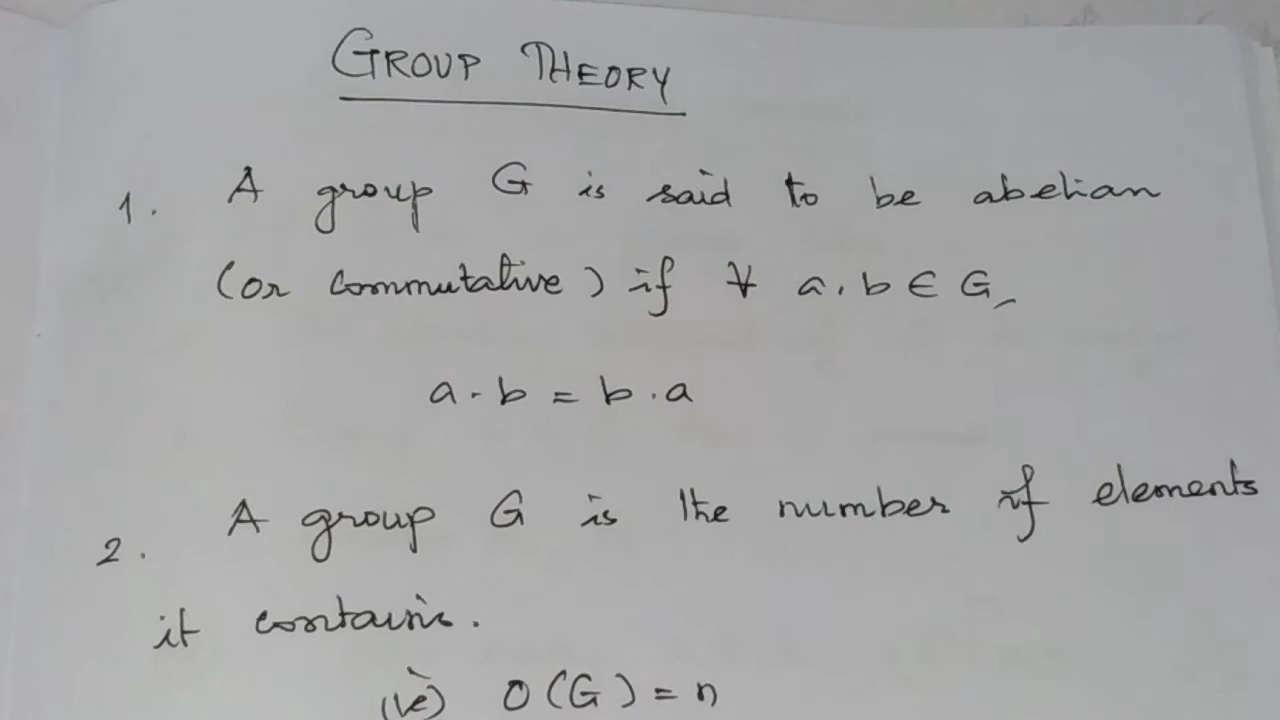 GROUP THEORY
1. A group G is said to be abelian
(or commutative) if ∀ a, b ∈ G,
a . b = b . a
2. A group G is the number if elements
it contains.
(ie) O(G) = n